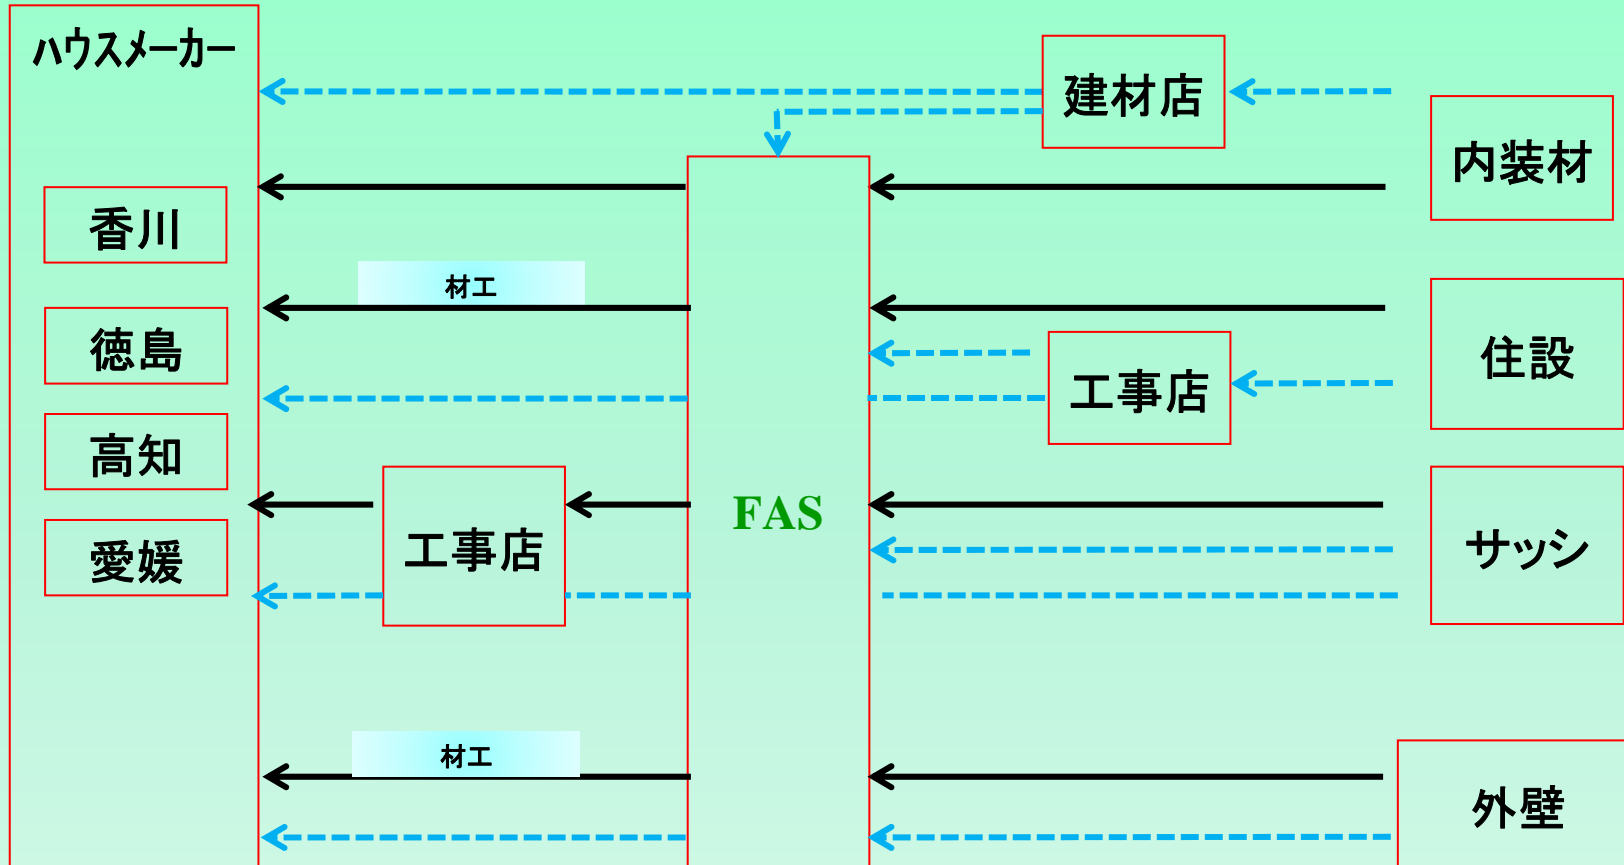 ハウスメーカー
建材店
内装材
香川
材工
住設
徳島
工事店
高知
FAS
工事店
サッシ
愛媛
材工
外壁